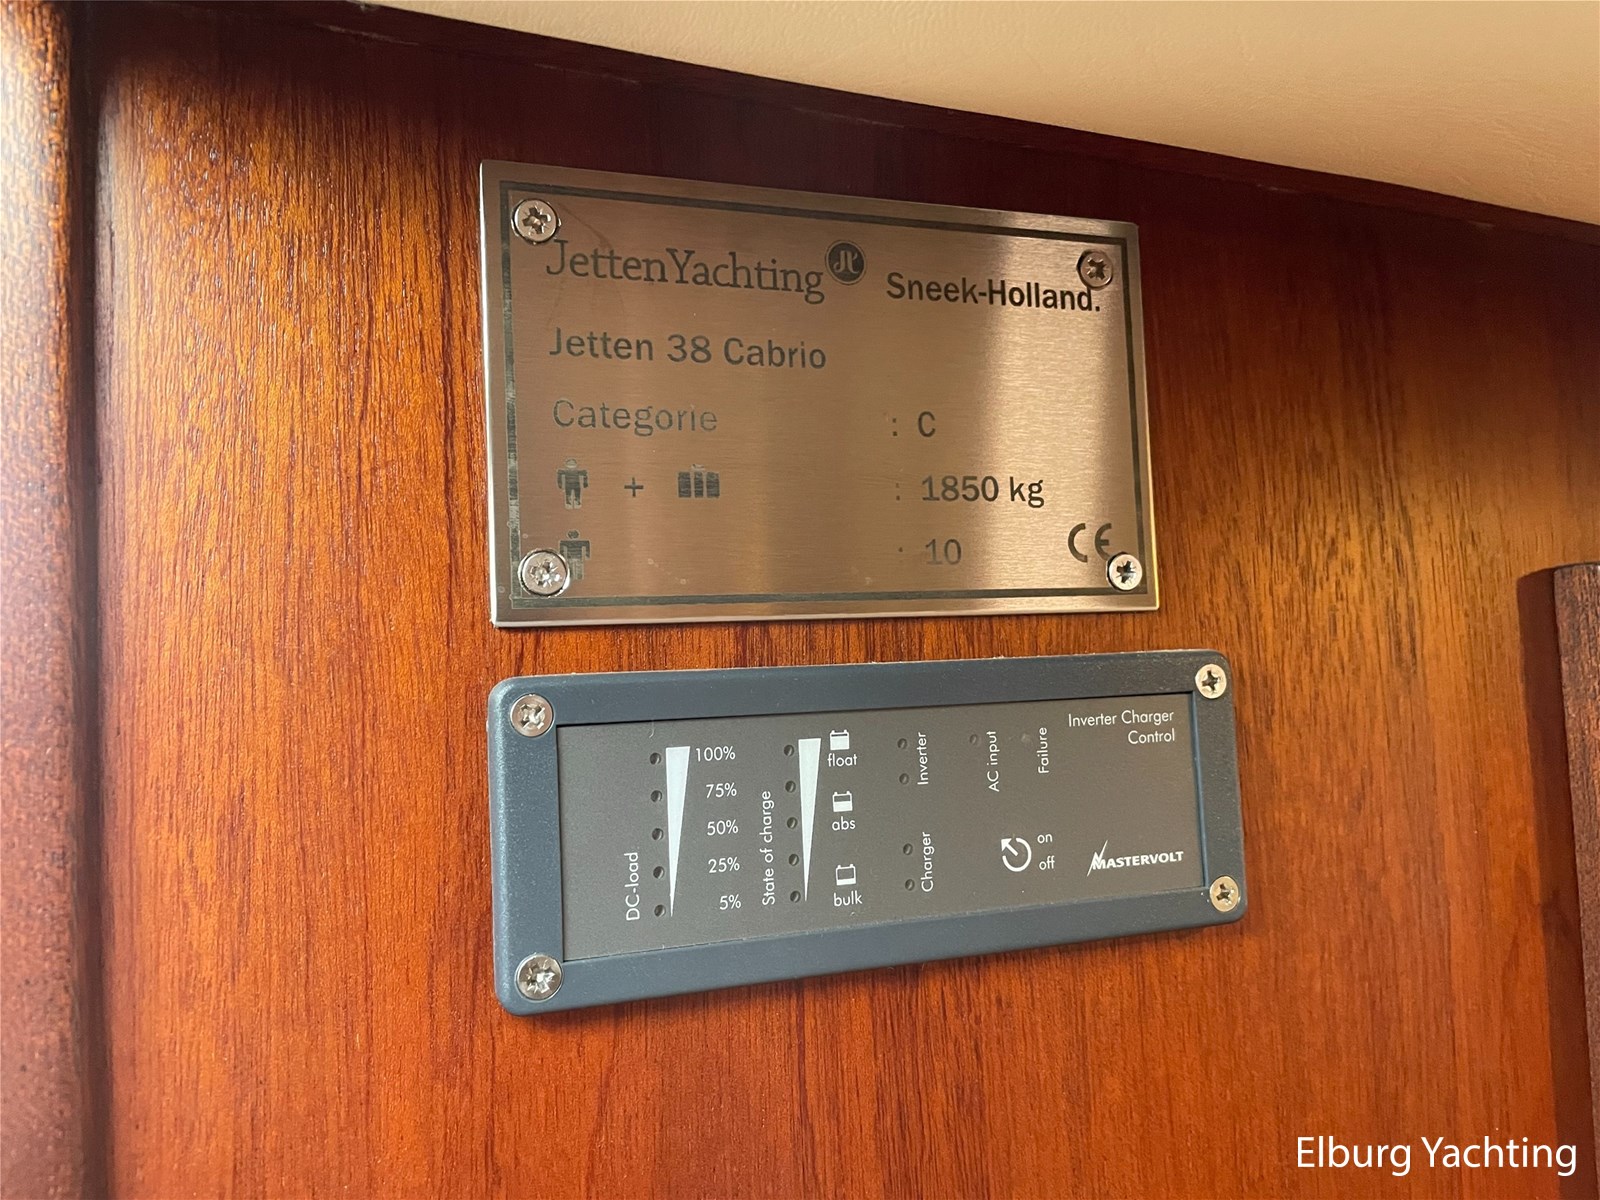 JettenYachting
Sneek-Holland.
Jetten 38 Cabrio
Categorie : C
+ : 1850 kg
: 10
CE
Inverter Charger
Control
DC-load
100%
75%
50%
25%
5%
State of charge
float
abs
bulk
Inverter
Charger
AC input
Failure
on
off
MASTERVOLT
Elburg Yachting